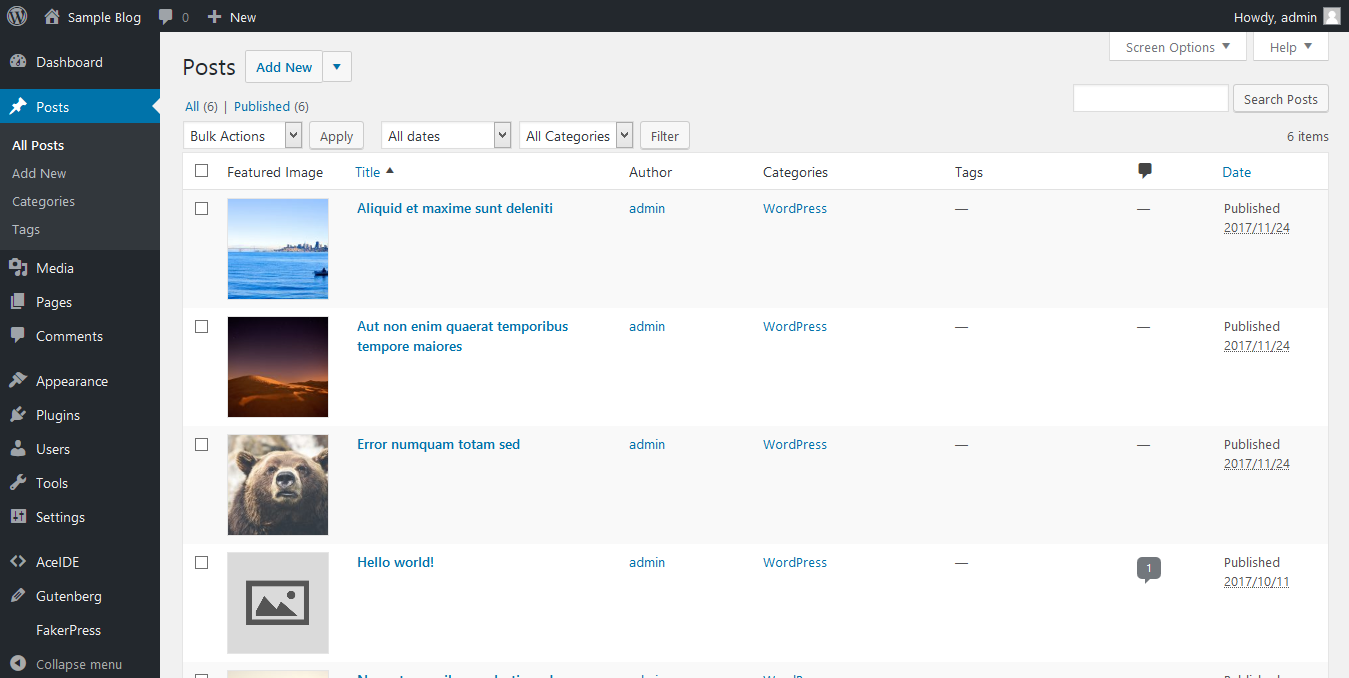 Sample Blog 0 New Howdy, admin
Screen Options Help
Dashboard
Posts
All Posts
Add New
Categories
Tags
Media
Pages
Comments
Appearance
Plugins
Users
Tools
Settings
AceIDE
Gutenberg
FakerPress
Collapse menu
Posts Add New
All (6) | Published (6)
Search Posts
Bulk Actions Apply All dates All Categories Filter 6 items
Featured Image Title Author Categories Tags Date
Aliquid et maxime sunt deleniti admin WordPress — — Published
2017/11/24
Aut non enim quaerat temporibus admin WordPress — — Published
tempore maiores 2017/11/24
Error numquam totam sed admin WordPress — — Published
2017/11/24
Hello world! admin WordPress — 1 Published
2017/10/11